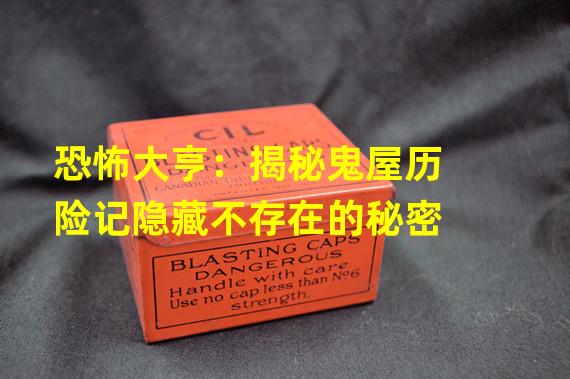 CIL
恐怖大亨：揭秘鬼屋历
险记隐藏不存在的秘密
BLASTING CAPS
DANGEROUS
Handle with care
Use no cap less than No6
strength.